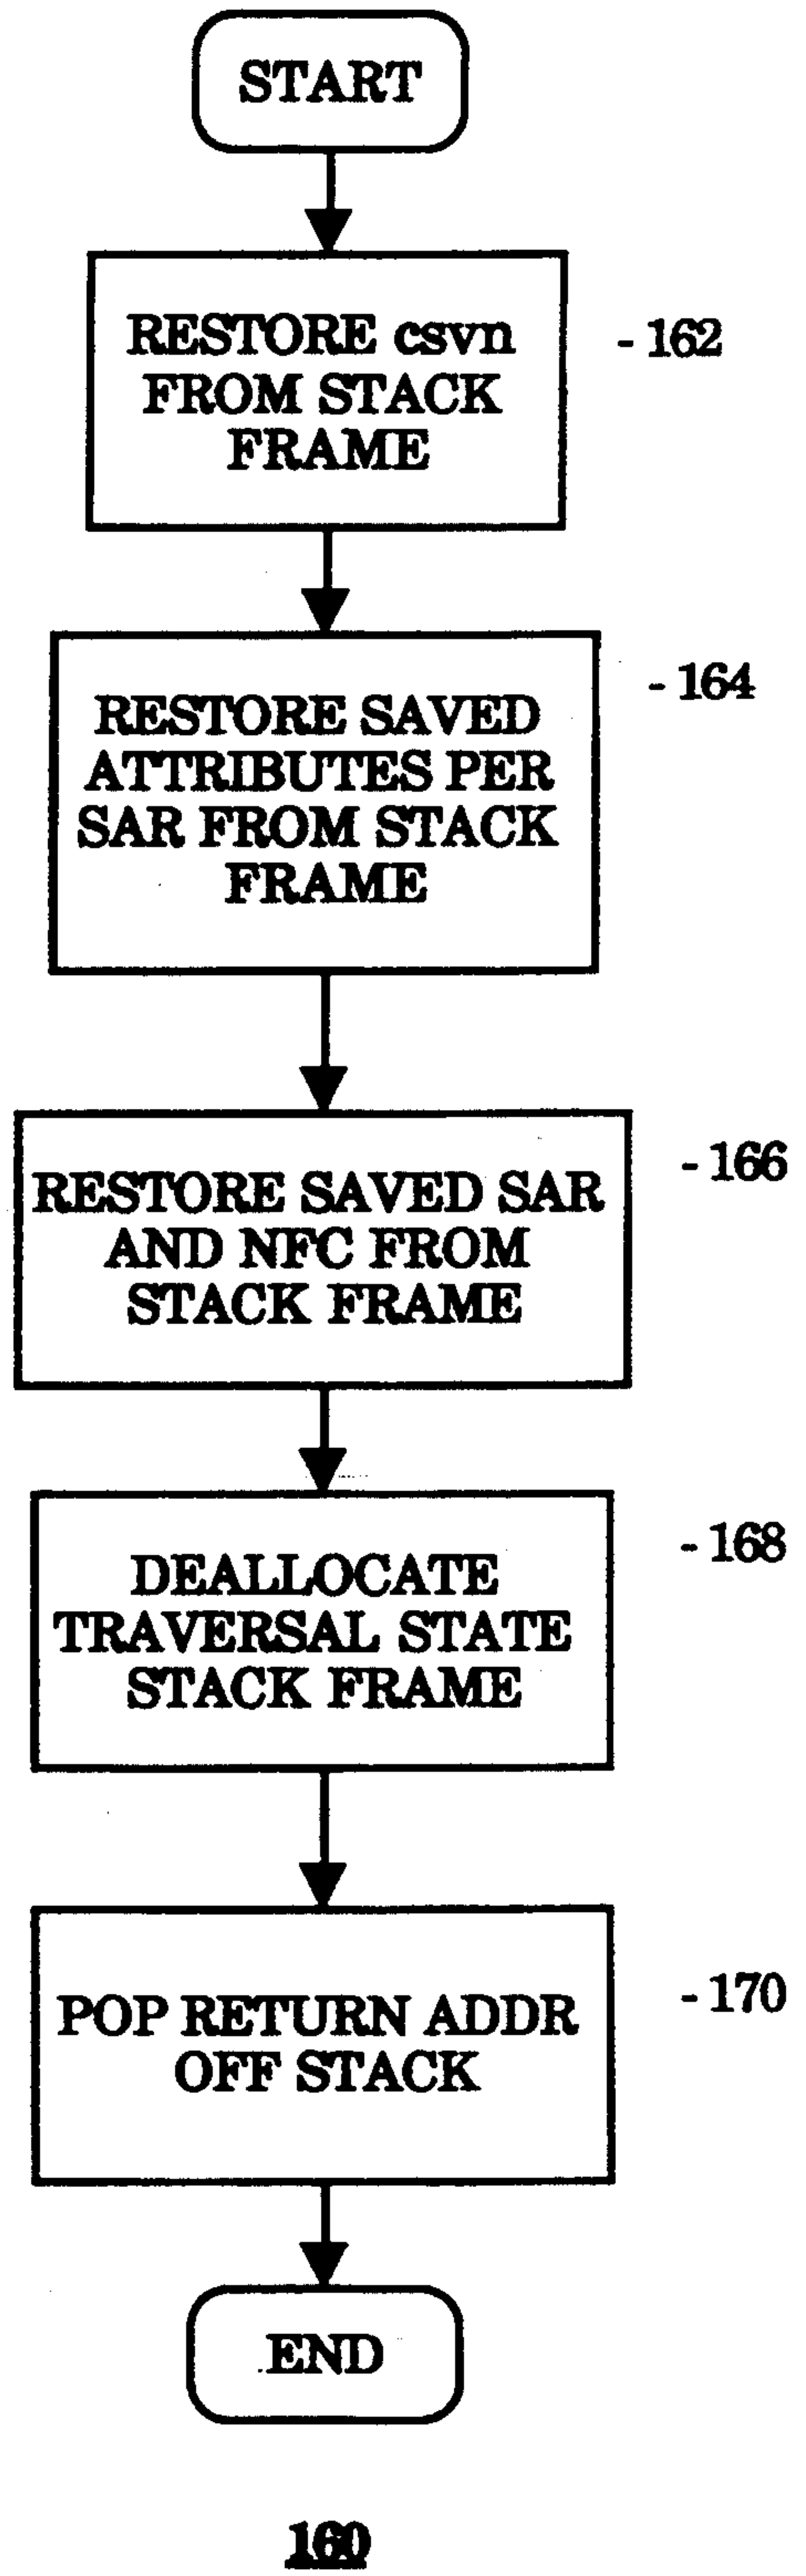 START
RESTORE csvn
FROM STACK
FRAME
- 162
RESTORE SAVED
ATTRIBUTES PER
SAR FROM STACK
FRAME
- 164
RESTORE SAVED SAR
AND NFC FROM
STACK FRAME
- 166
DEALLOCATE
TRAVERSAL STATE
STACK FRAME
- 168
POP RETURN ADDR
OFF STACK
- 170
END
160